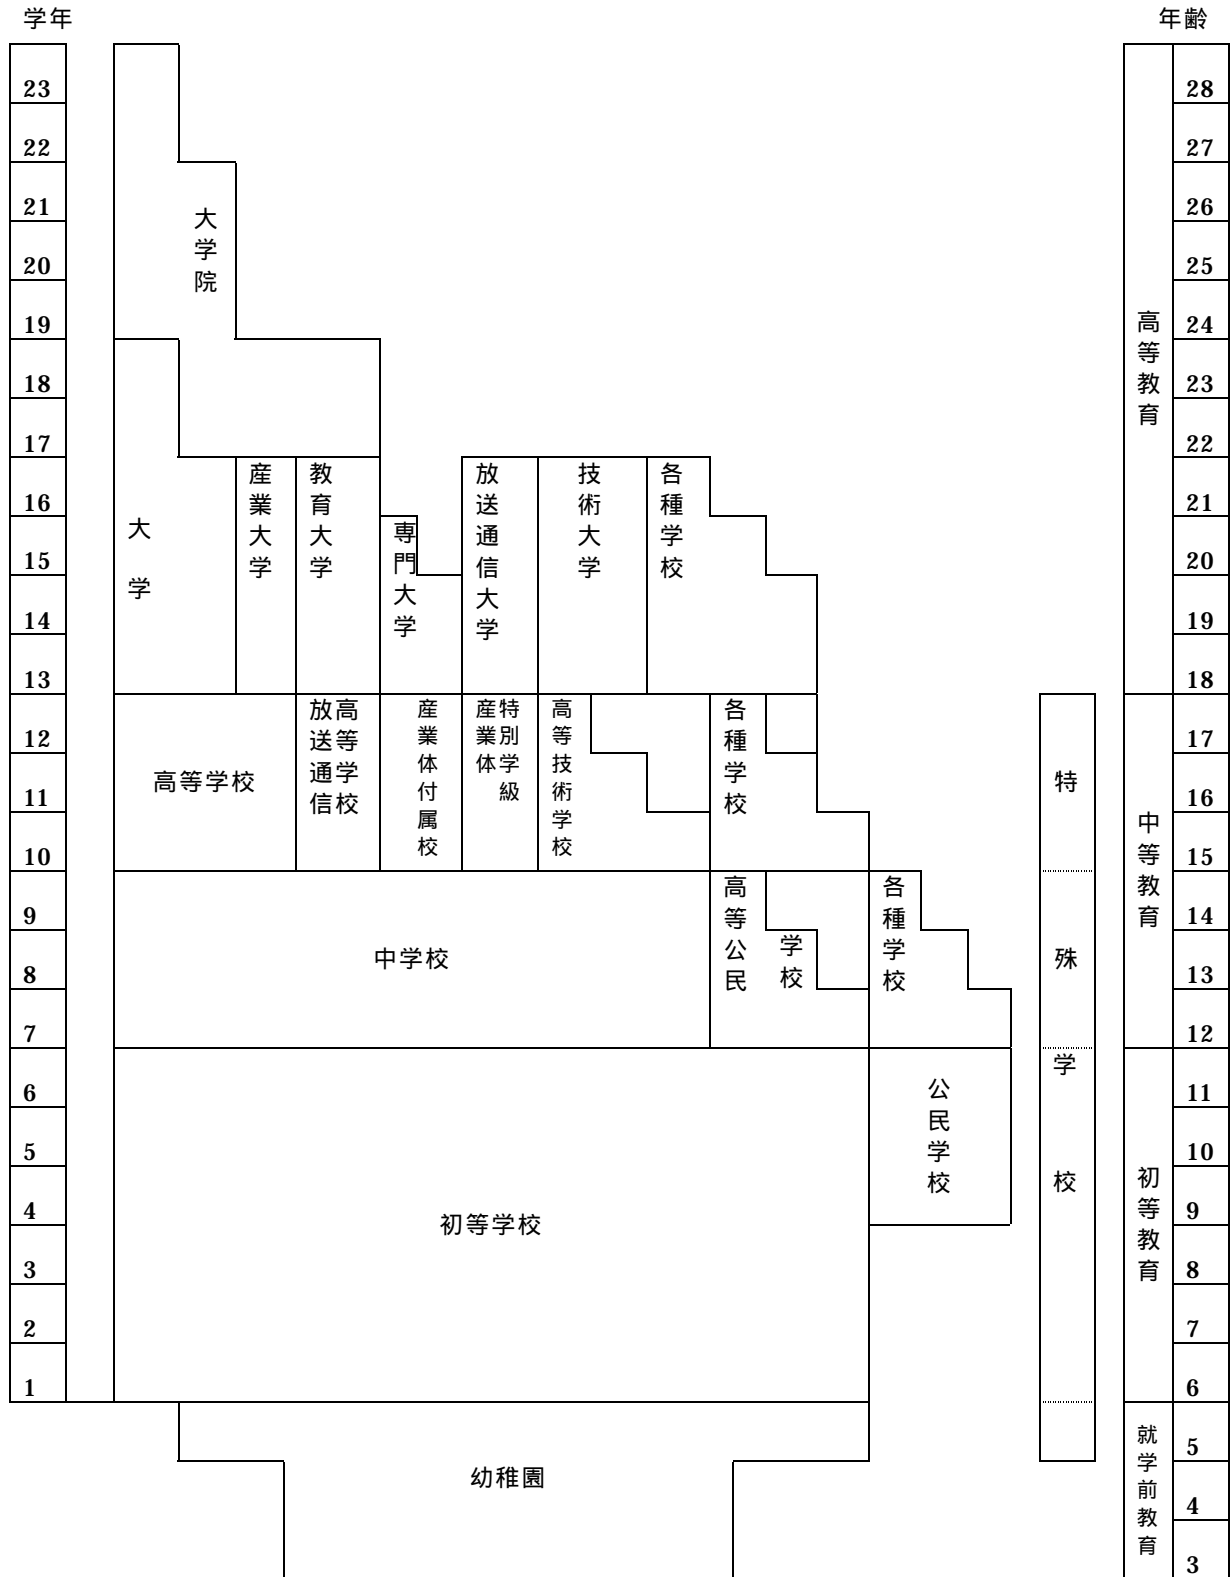 学年
年齢
23
22
21
20
19
18
17
16
15
14
13
12
11
10
9
8
7
6
5
4
3
2
1
大学院
大学
産業大学
教育大学
専門大学
放送通信大学
技術大学
各種学校
高等学校
放送通信
高等学校
産業体付属校
産業体
特別学級
高等技術学校
各種学校
中学校
高等公民
学校
各種学校
初等学校
公民学校
幼稚園
特殊学校
高等教育
中等教育
初等教育
就学前教育
28
27
26
25
24
23
22
21
20
19
18
17
16
15
14
13
12
11
10
9
8
7
6
5
4
3